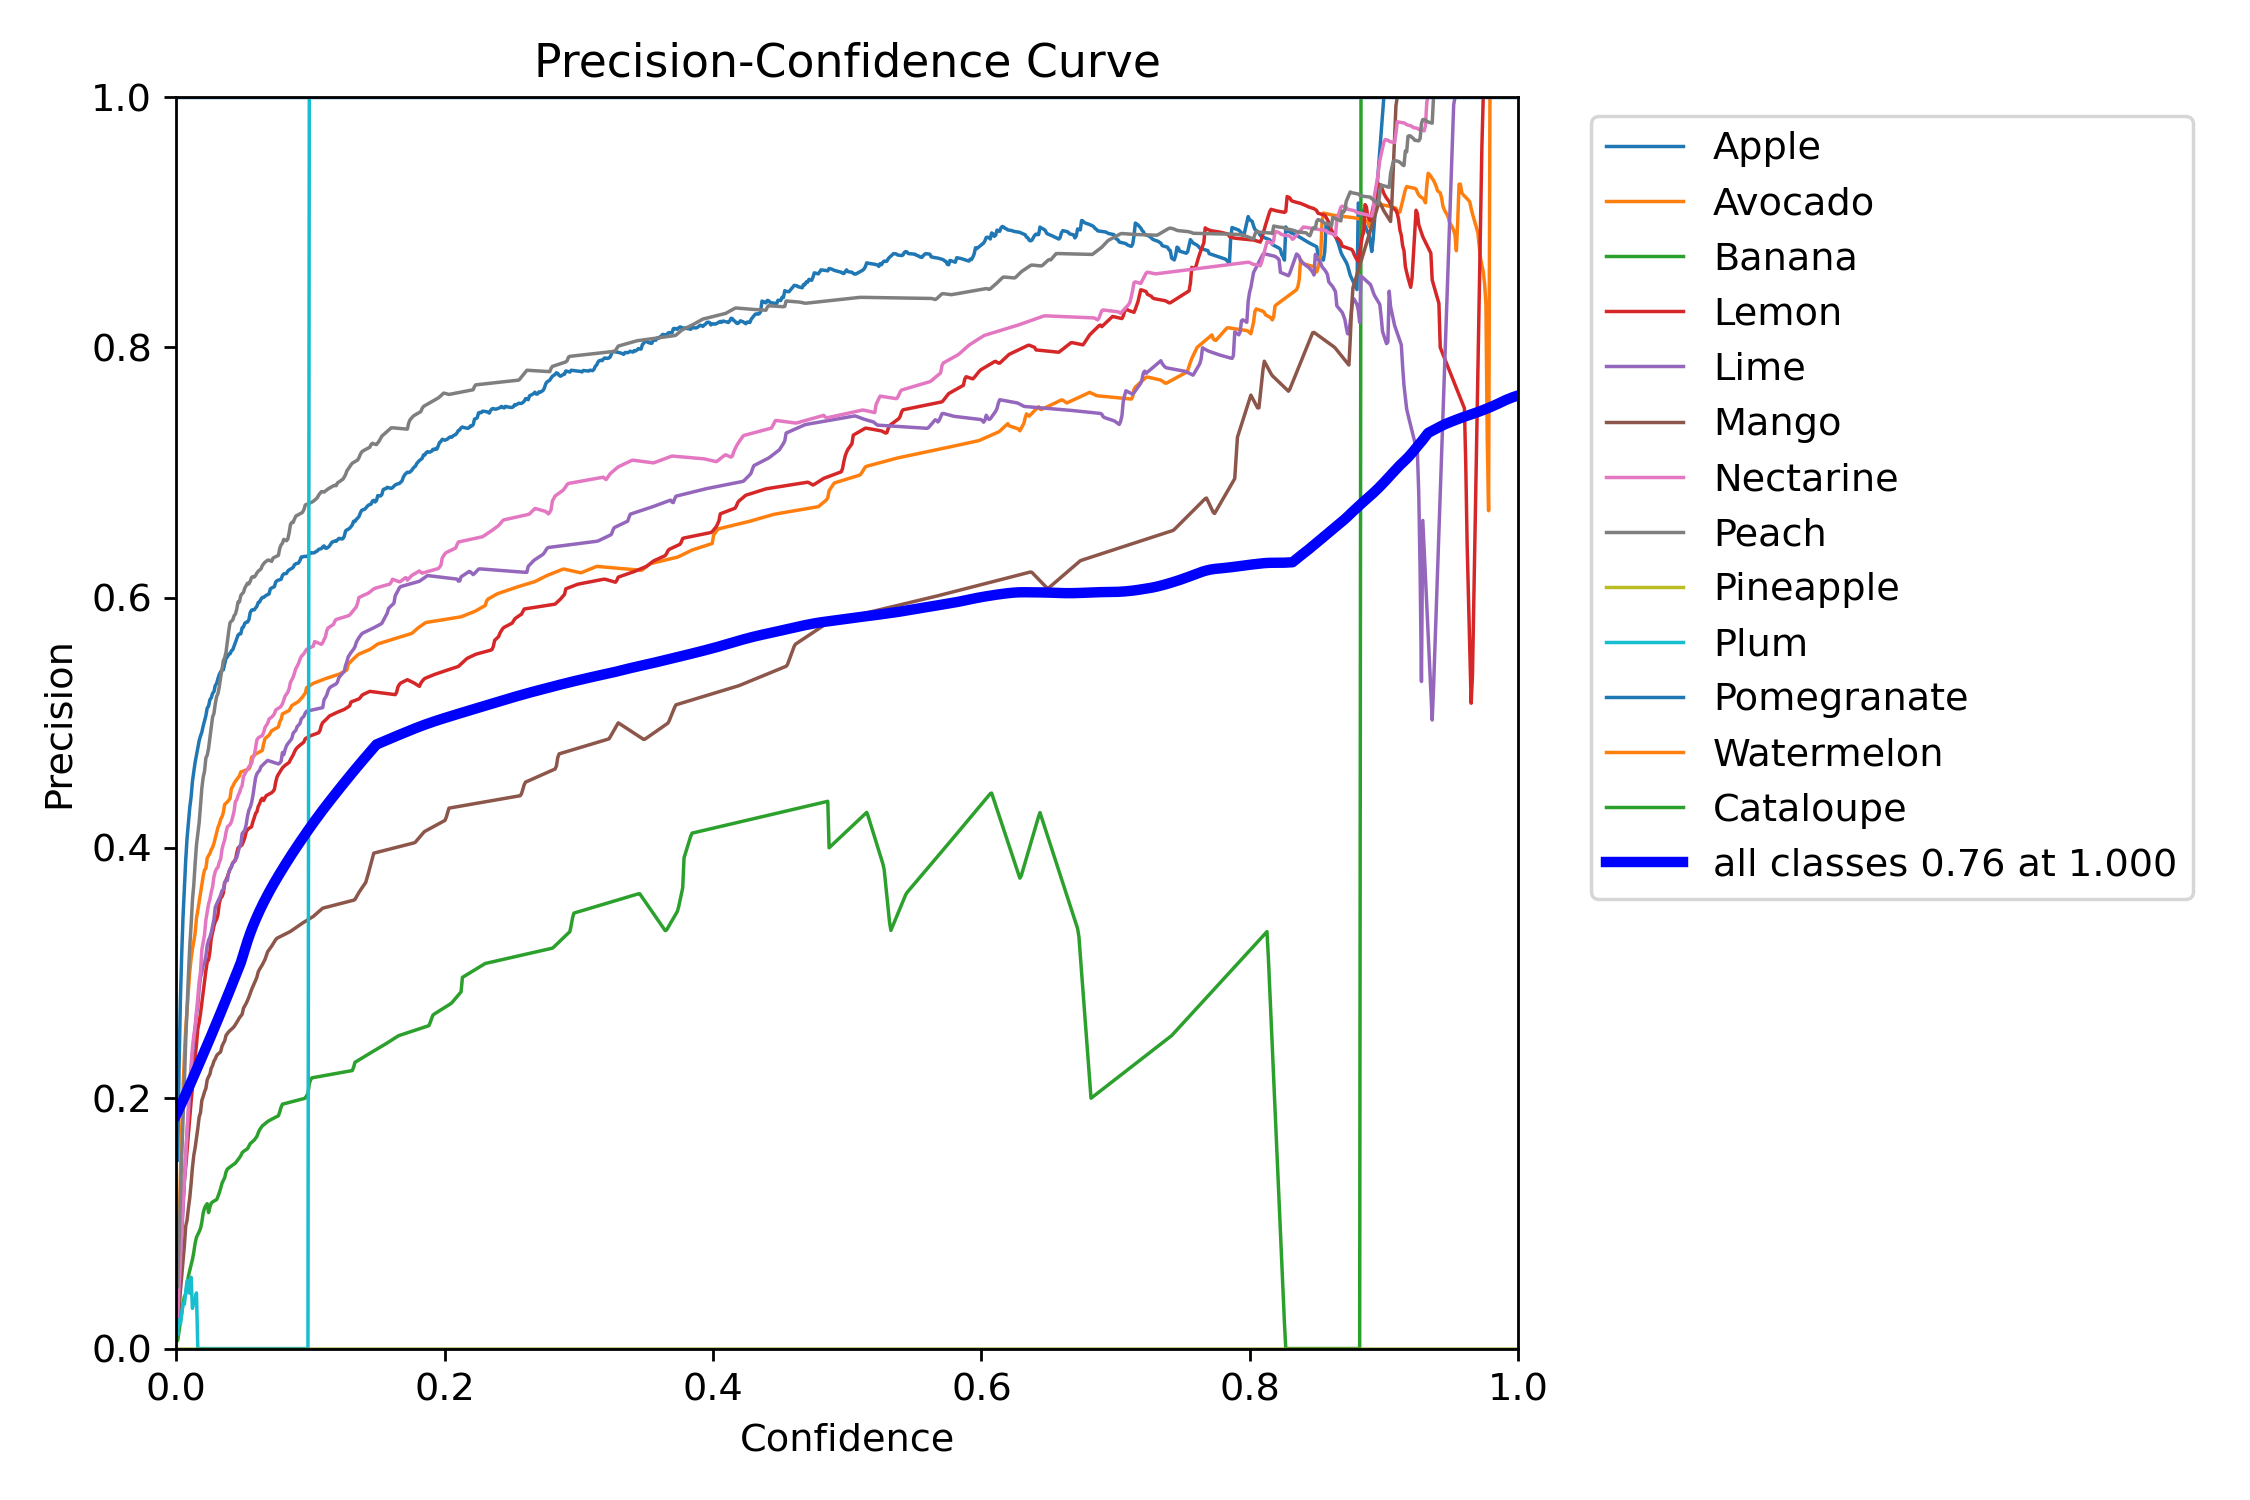 Precision-Confidence Curve
1.0
0.8
0.6
0.4
0.2
0.0
Precision
0.0 0.2 0.4 0.6 0.8 1.0
Confidence
Apple
Avocado
Banana
Lemon
Lime
Mango
Nectarine
Peach
Pineapple
Plum
Pomegranate
Watermelon
Cataloupe
all classes 0.76 at 1.000